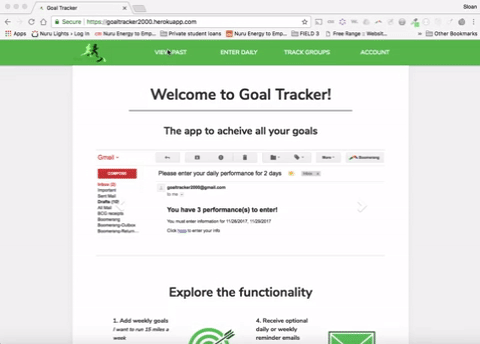 Goal Tracker
Sloan
Secure https://goaltracker2000.herokuapp.com
Apps
Nuru Lights › Log In
Nuru Energy to Emp...
Private student loans
FIELD 3
Nuru Energy to Emp...
Free Range :: Websit...
Other Bookmarks
VIEW PAST
ENTER DAILY
TRACK GROUPS
ACCOUNT
Welcome to Goal Tracker!
The app to acheive all your goals
Gmail
More
Boomerang
COMPOSE
Please enter your daily performance for 2 days
Inbox
Inbox (2)
Important
Sent Mail
Drafts (10)
All Mail
BCG receipts
Boomerang
Boomerang-Outbox
Boomerang-Return...
goaltracker2000@gmail.com
to me
You have 3 performance(s) to enter!
You must enter information for 11/28/2017, 11/29/2017
Click here to enter your info
Explore the functionality
1. Add weekly goals
I want to run 15 miles a
week
4. Receive optional
daily or weekly
reminder emails